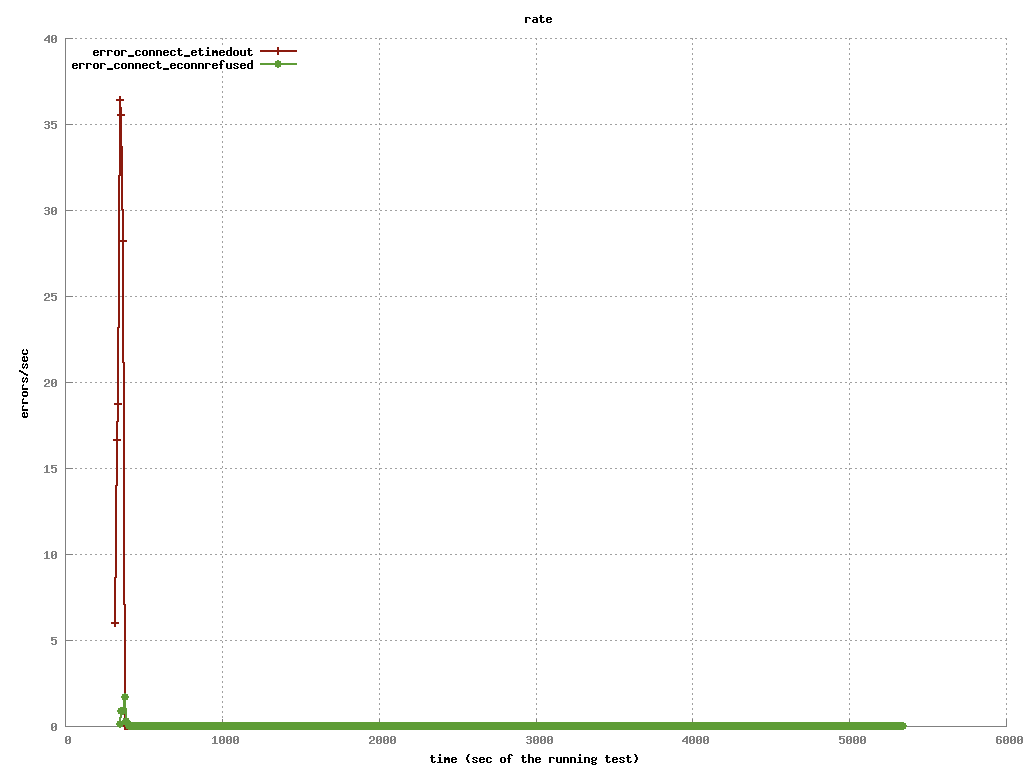 rate
error_connect_etimedout
error_connect_econnrefused
40
35
30
25
20
15
10
5
0
errors/sec
0 1000 2000 3000 4000 5000 6000
time (sec of the running test)